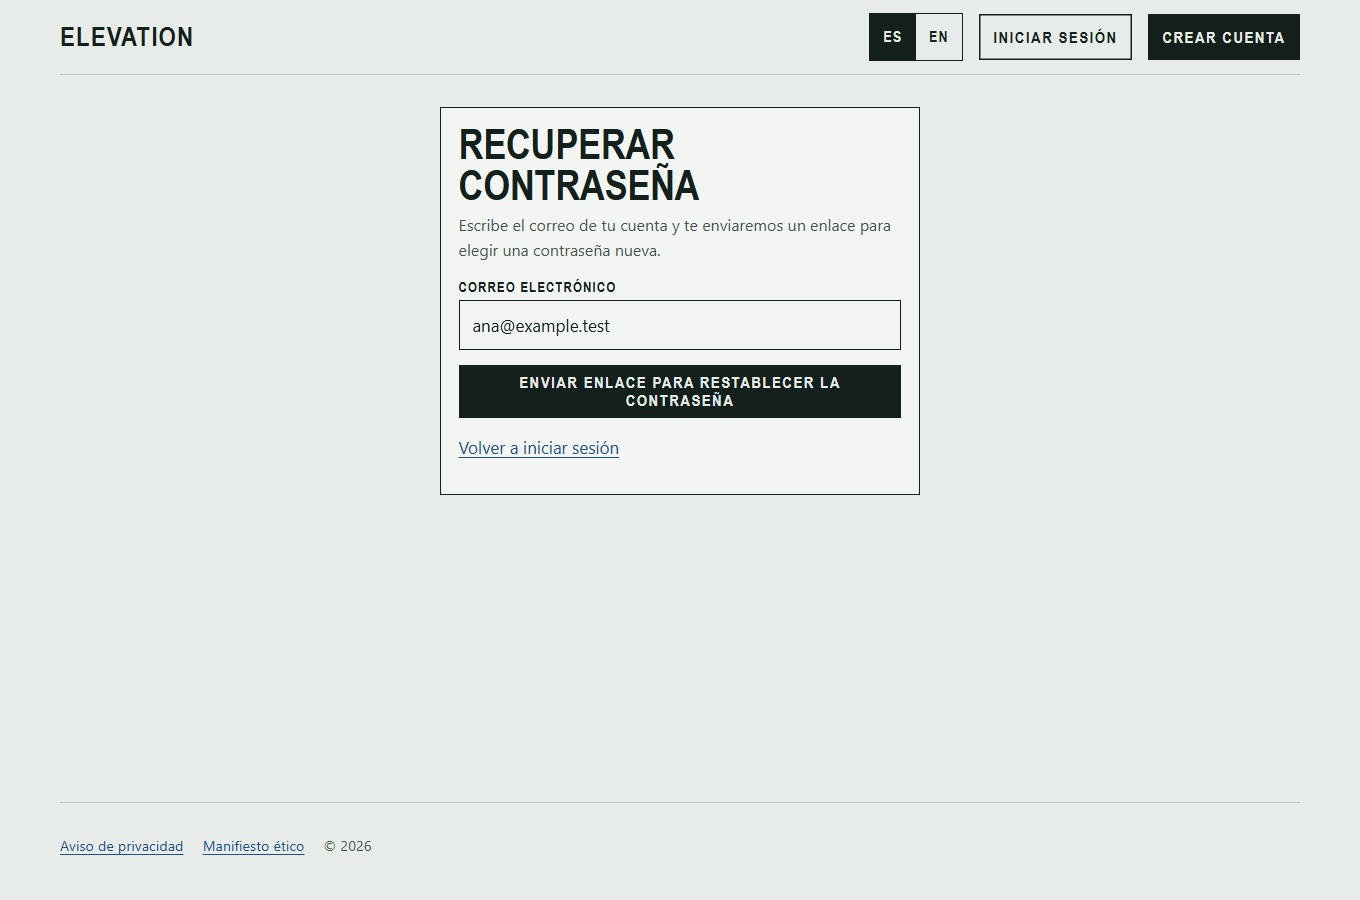 ELEVATION
ES
EN
INICIAR SESIÓN
CREAR CUENTA
RECUPERAR
CONTRASEÑA
Escribe el correo de tu cuenta y te enviaremos un enlace para
elegir una contraseña nueva.
CORREO ELECTRÓNICO
ana@example.test
ENVIAR ENLACE PARA RESTABLECER LA
CONTRASEÑA
Volver a iniciar sesión
Aviso de privacidad
Manifiesto ético
© 2026